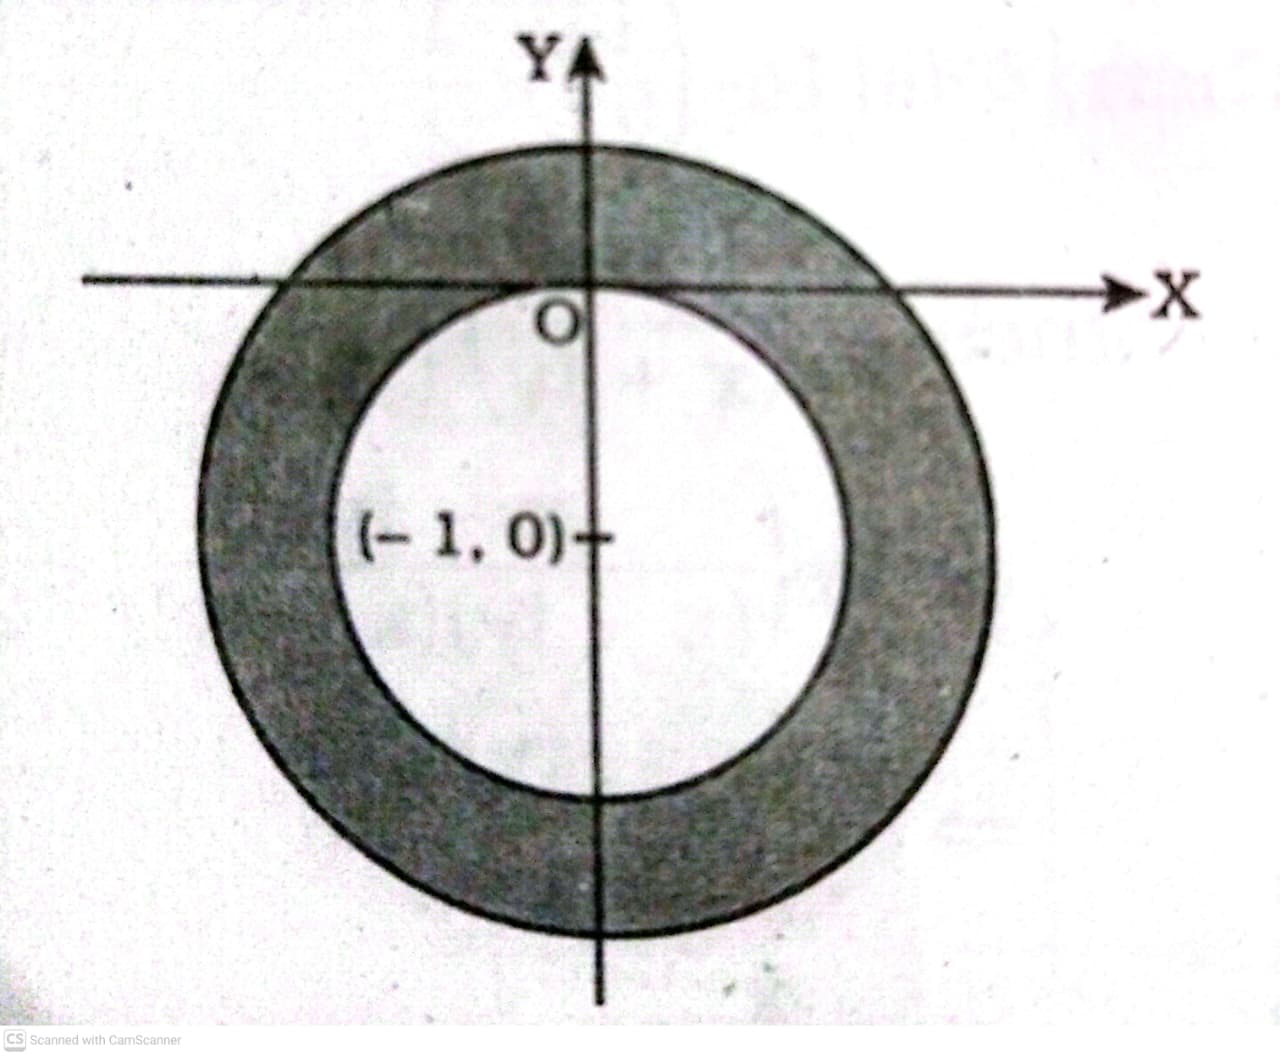 Y
X
O
(– 1, 0)
CS Scanned with CamScanner